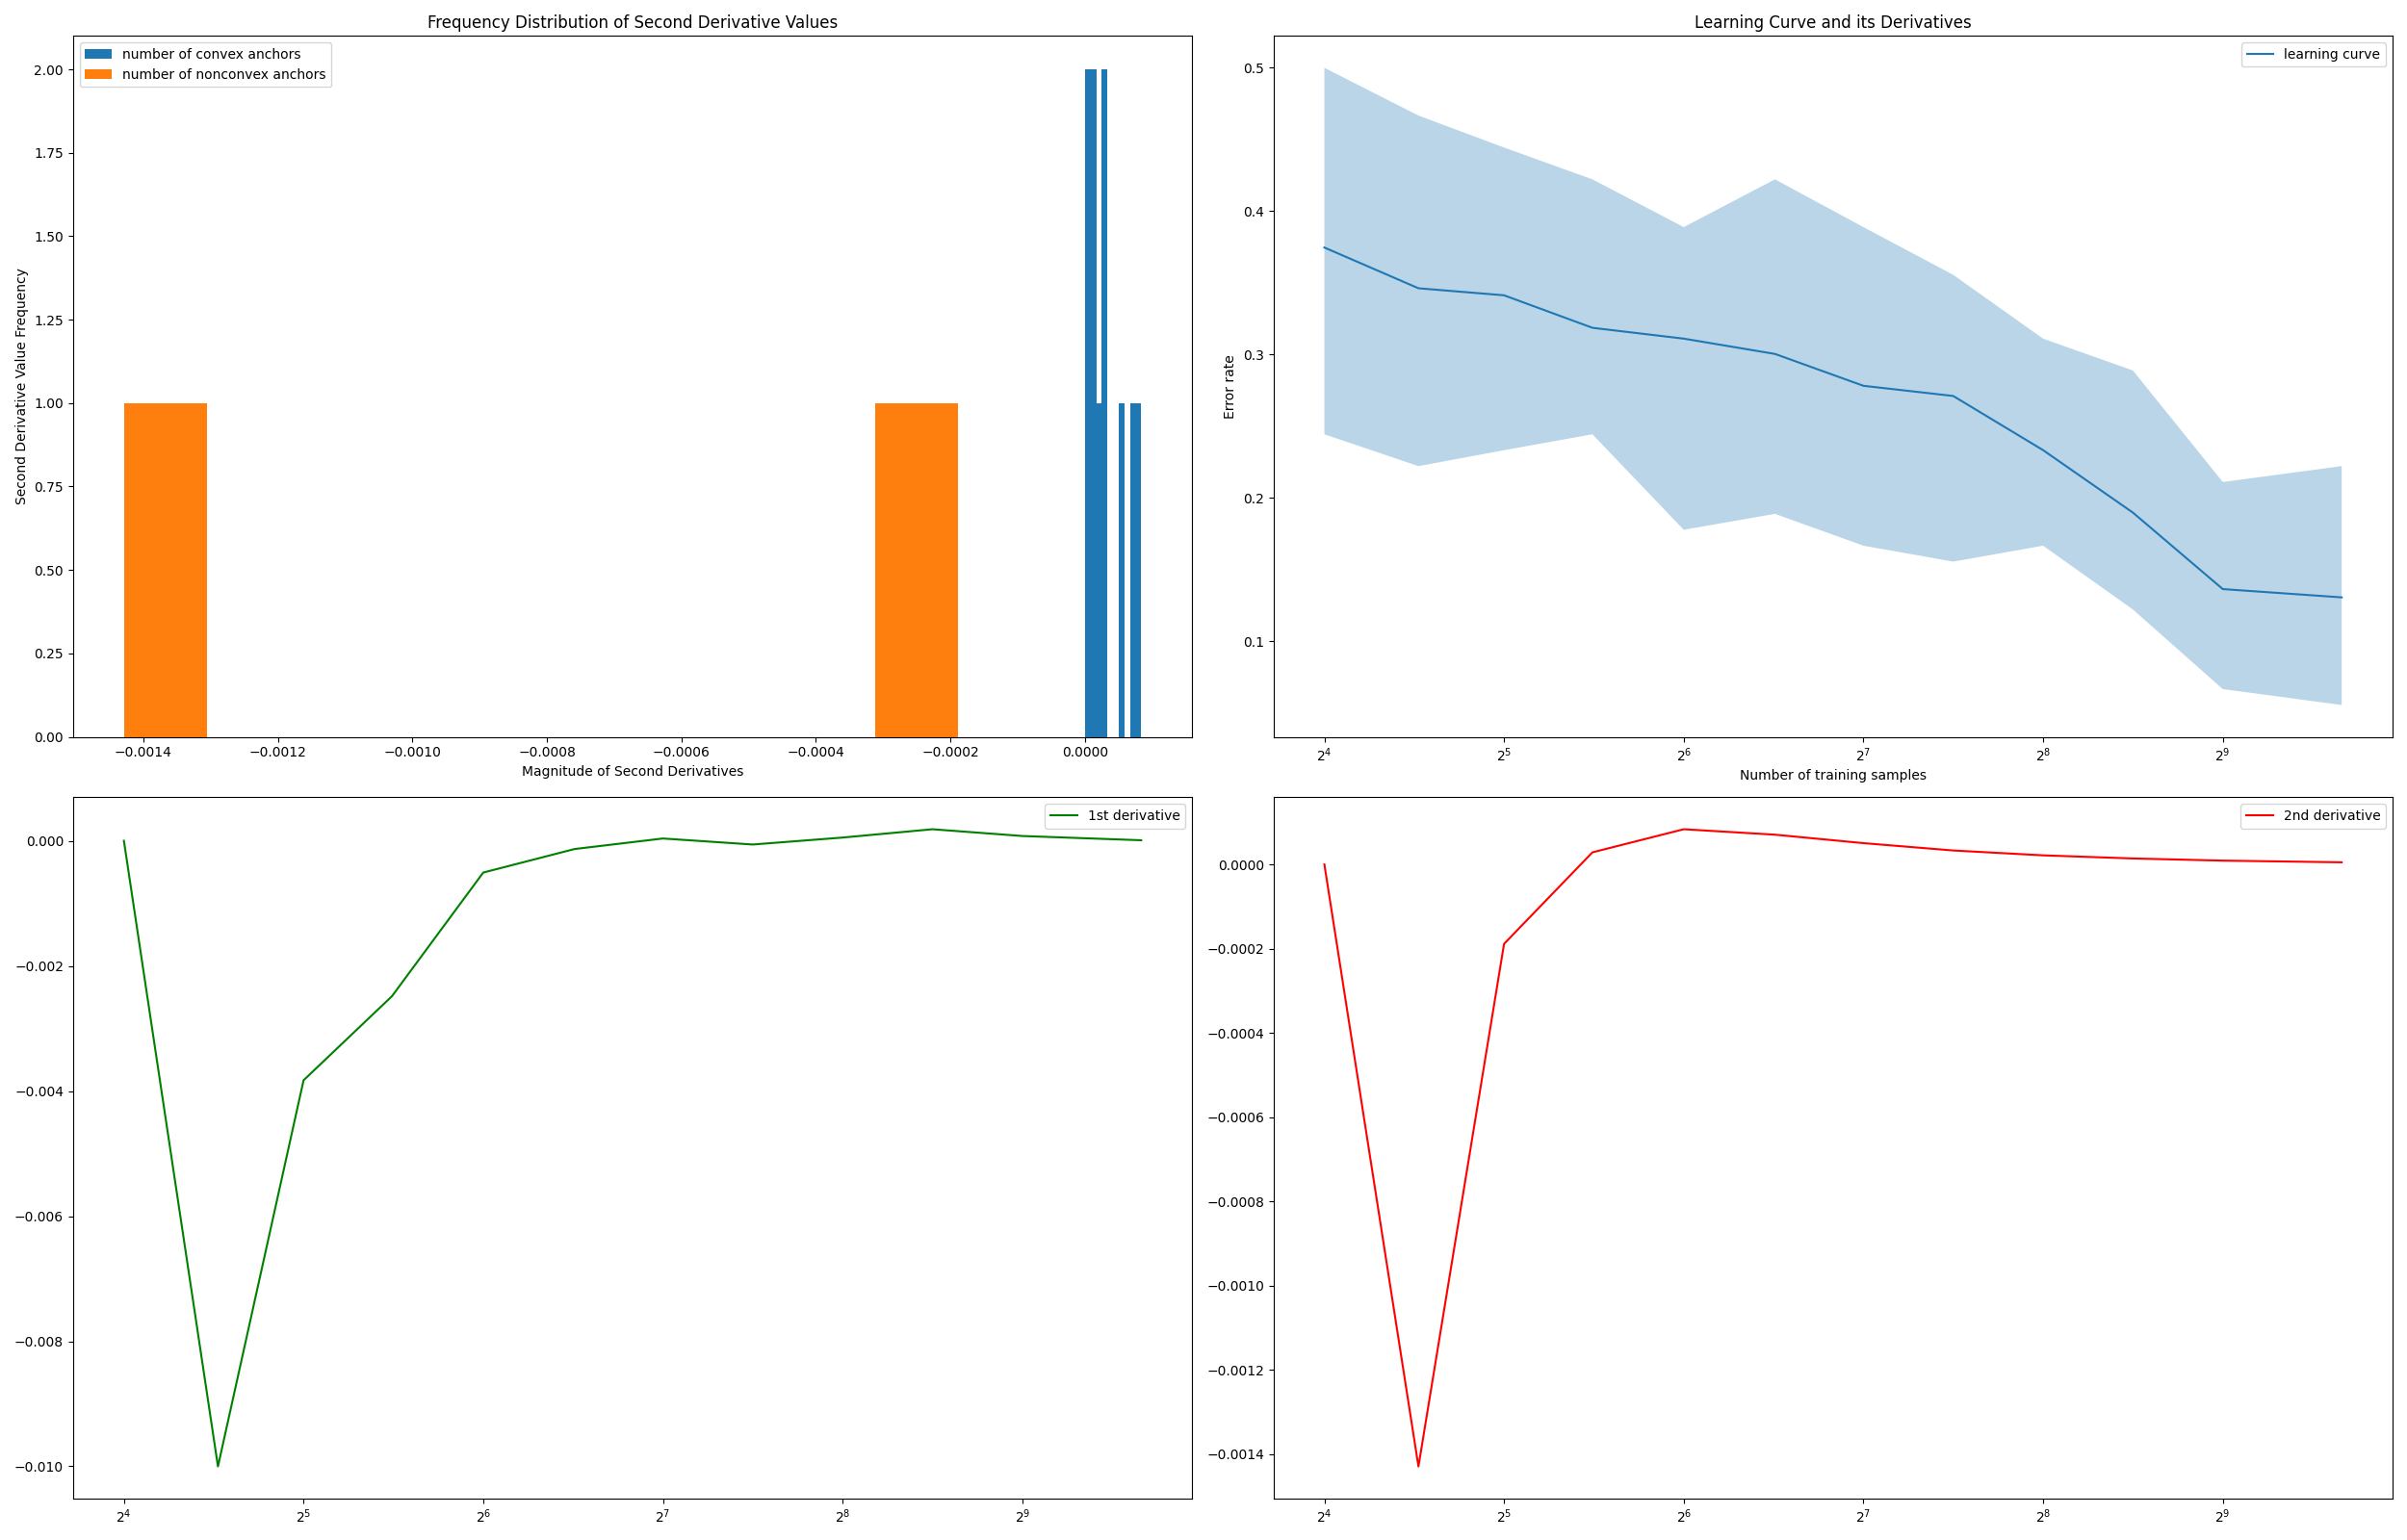 Frequency Distribution of Second Derivative Values
number of convex anchors
number of nonconvex anchors
2.00
1.75
1.50
1.25
1.00
0.75
0.50
0.25
0.00
Second Derivative Value Frequency
−0.0014 −0.0012 −0.0010 −0.0008 −0.0006 −0.0004 −0.0002 0.0000
Magnitude of Second Derivatives
Learning Curve and its Derivatives
learning curve
0.5
0.4
0.3
0.2
0.1
Error rate
2⁴ 2⁵ 2⁶ 2⁷ 2⁸ 2⁹
Number of training samples
1st derivative
0.000
−0.002
−0.004
−0.006
−0.008
−0.010
2⁴ 2⁵ 2⁶ 2⁷ 2⁸ 2⁹
2nd derivative
0.0000
−0.0002
−0.0004
−0.0006
−0.0008
−0.0010
−0.0012
−0.0014
2⁴ 2⁵ 2⁶ 2⁷ 2⁸ 2⁹